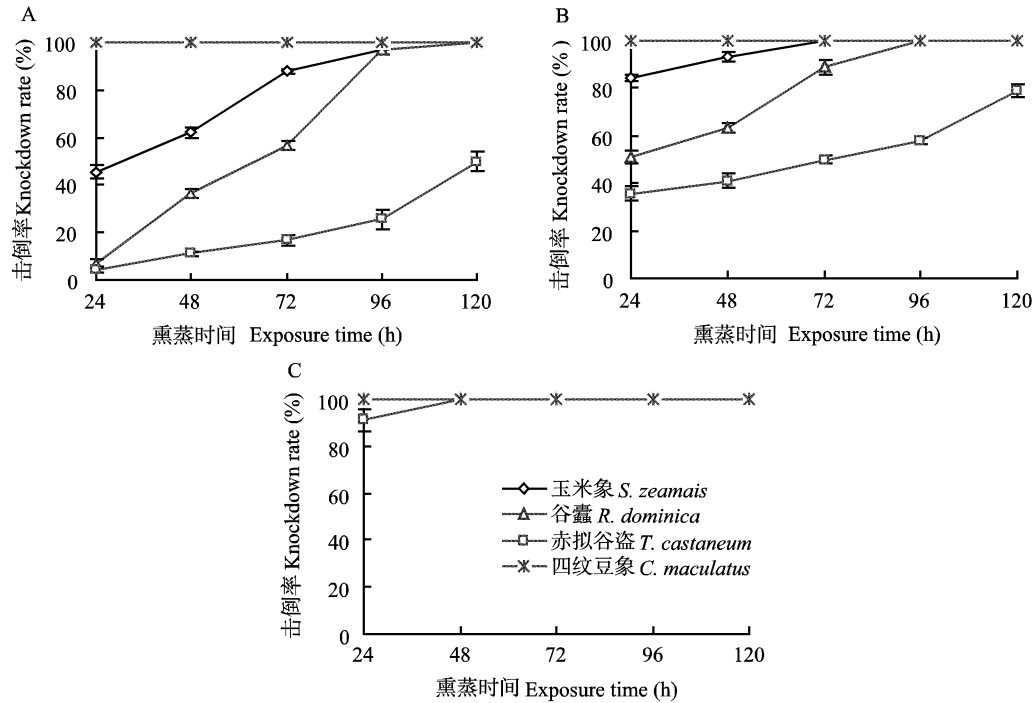 A
击倒率 Knockdown rate (%)
100
80
60
40
20
0
24 48 72 96 120
熏蒸时间 Exposure time (h)
B
击倒率 Knockdown rate (% )
100
80
60
40
20
0
24 48 72 96 120
熏蒸时间 Exposure time (h)
C
击倒率 Knockdown rate (%)
100
80
60
40
20
0
24 48 72 96 120
熏蒸时间 Exposure time (h)
玉米象 S. zeamais
谷蠹 R. dominica
赤拟谷盗 T. castaneum
四纹豆象 C. maculatus